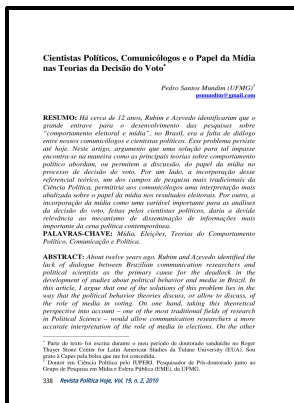 Cientistas Políticos, Comunicólogos e o Papel da Mídia
nas Teorias da Decisão do Voto*
Pedro Santos Mundim (UFMG)†
psmundim@gmail.com
RESUMO: Há cerca de 12 anos, Rubim e Azevedo identificaram que o
grande entrave para o desenvolvimento das pesquisas sobre
"comportamento eleitoral e mídia", no Brasil, era a falta de diálogo
entre nossos comunicólogos e cientistas políticos. Esse problema persiste
até hoje. Neste artigo, argumento que uma solução para tal impasse
encontra-se na maneira como as principais teorias sobre comportamento
político abordam, ou permitem a discussão, do papel da mídia no
processo de decisão do voto. Por um lado, a incorporação desse
referencial teórico, um dos campos de pesquisa mais tradicionais da
Ciência Política, permitiria aos comunicólogos uma interpretação mais
abalizada sobre o papel da mídia nos resultados eleitorais. Por outro, a
incorporação da mídia como uma variável importante para as análises
da decisão do voto, feitas pelos cientistas políticos, daria a devida
relevância ao mecanismo de disseminação de informações mais
importante da cena política contemporânea.
PALAVRAS-CHAVE: Mídia, Eleições, Teorias do Comportamento
Político, Comunicação e Política.
ABSTRACT: About twelve years ago, Rubim and Azevedo identified the
lack of dialogue between Brazilian communication researchers and
political scientists as the primary cause for the deadlock in the
development of studies about political behavior and media in Brazil. In
this article, I argue that one of the solutions of this problem lies in the
way that the political behavior theories discuss, or allow to discuss, of
the role of media in voting. On one hand, taking this theoretical
perspective into account – one of the most traditional fields of research
in Political Science – would allow communication researchers a more
accurate interpretation of the role of media in elections. On the other
* Parte do texto foi escrita durante o meu período de doutorado sanduíche no Roger
Thayer Stone Center for Latin American Studies da Tulane University (EUA). Sou
grato à Capes pela bolsa que me foi concedida.
† Doutor em Ciência Política pelo IUPERJ. Pesquisador de Pós-doutorado junto ao
Grupo de Pesquisa em Mídia e Esfera Pública (EME), da UFMG.
338 Revista Política Hoje, Vol. 19, n. 2, 2010